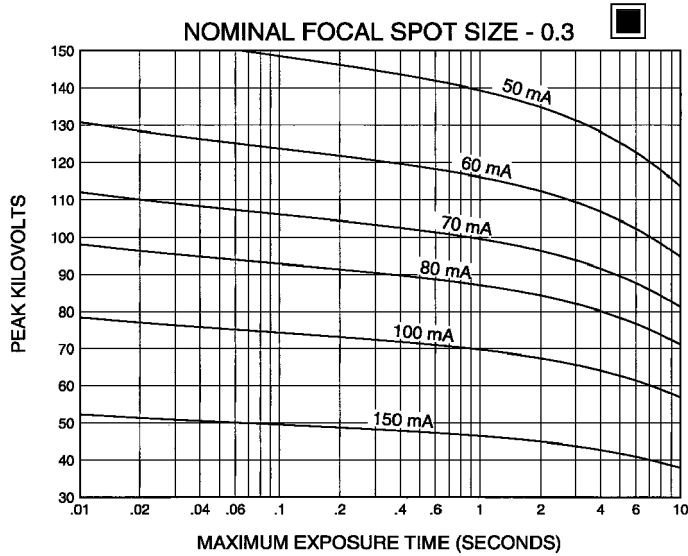 NOMINAL FOCAL SPOT SIZE - 0.3
150
140
130
120
110
100
90
80
70
60
50
40
30
50 mA
60 mA
70 mA
80 mA
100 mA
150 mA
PEAK KILOVOLTS
.01 .02 .04 .06 .1 .2 .4 .6 1 2 4 6 10
MAXIMUM EXPOSURE TIME (SECONDS)